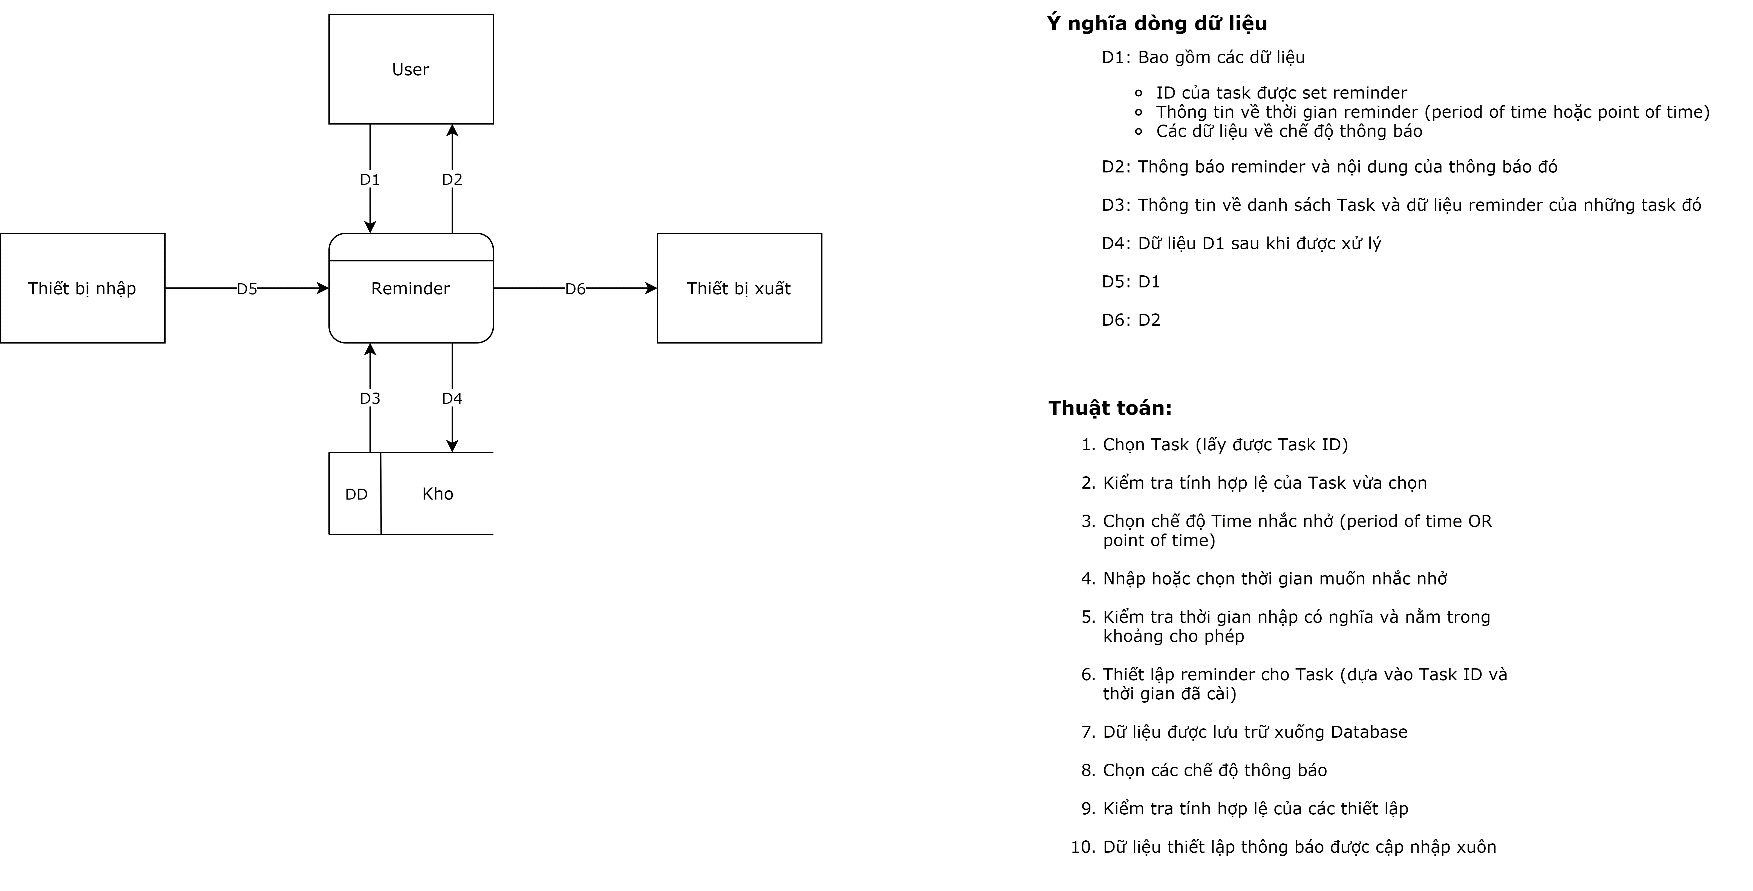 User
D1
D2
Thiết bị nhập
D5
Reminder
D6
Thiết bị xuất
D3
D4
DD
Kho
Ý nghĩa dòng dữ liệu
D1: Bao gồm các dữ liệu
ID của task được set reminder
Thông tin về thời gian reminder (period of time hoặc point of time)
Các dữ liệu về chế độ thông báo
D2: Thông báo reminder và nội dung của thông báo đó
D3: Thông tin về danh sách Task và dữ liệu reminder của những task đó
D4: Dữ liệu D1 sau khi được xử lý
D5: D1
D6: D2
Thuật toán:
1. Chọn Task (lấy được Task ID)
2. Kiểm tra tính hợp lệ của Task vừa chọn
3. Chọn chế độ Time nhắc nhở (period of time OR
point of time)
4. Nhập hoặc chọn thời gian muốn nhắc nhở
5. Kiểm tra thời gian nhập có nghĩa và nằm trong
khoảng cho phép
6. Thiết lập reminder cho Task (dựa vào Task ID và
thời gian đã cài)
7. Dữ liệu được lưu trữ xuống Database
8. Chọn các chế độ thông báo
9. Kiểm tra tính hợp lệ của các thiết lập
10. Dữ liệu thiết lập thông báo được cập nhập xuôn